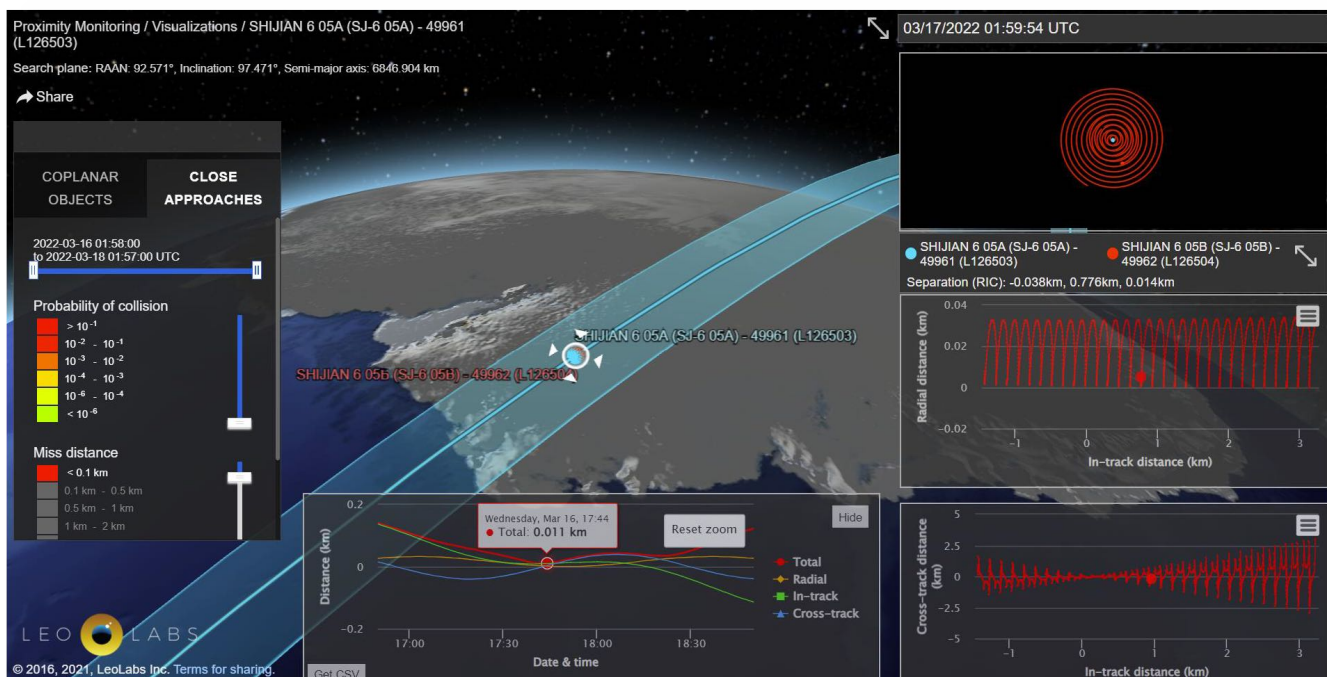 Proximity Monitoring / Visualizations / SHIJIAN 6 05A (SJ-6 05A) - 49961
(L126503)
Search plane: RAAN: 92.571°, Inclination: 97.471°, Semi-major axis: 6846.904 km
Share
COPLANAR
OBJECTS
CLOSE
APPROACHES
2022-03-16 01:58:00
to 2022-03-18 01:57:00 UTC
Probability of collision
> 10⁻¹
10⁻² - 10⁻¹
10⁻³ - 10⁻²
10⁻⁴ - 10⁻³
10⁻⁶ - 10⁻⁴
< 10⁻⁶
Miss distance
< 0.1 km
0.1 km - 0.5 km
0.5 km - 1 km
1 km - 2 km
LEO LABS
© 2016, 2021, LeoLabs Inc. Terms for sharing.
SHIJIAN 6 05A (SJ-6 05A) - 49961 (L126503)
SHIJIAN 6 05B (SJ-6 05B) - 49962 (L126504)
0.2
0
-0.2
Distance (km)
Wednesday, Mar 16, 17:44
Total: 0.011 km
Reset zoom
Hide
Total
Radial
In-track
Cross-track
17:00
17:30
18:00
18:30
Date & time
Get CSV
03/17/2022 01:59:54 UTC
SHIJIAN 6 05A (SJ-6 05A) -
49961 (L126503)
SHIJIAN 6 05B (SJ-6 05B) -
49962 (L126504)
Separation (RIC): -0.038km, 0.776km, 0.014km
Radial distance (km)
0.04
0.02
0
-0.02
-1
0
1
2
3
In-track distance (km)
Cross-track distance
(km)
5
2.5
0
-2.5
-5
-1
0
1
2
3
In-track distance (km)